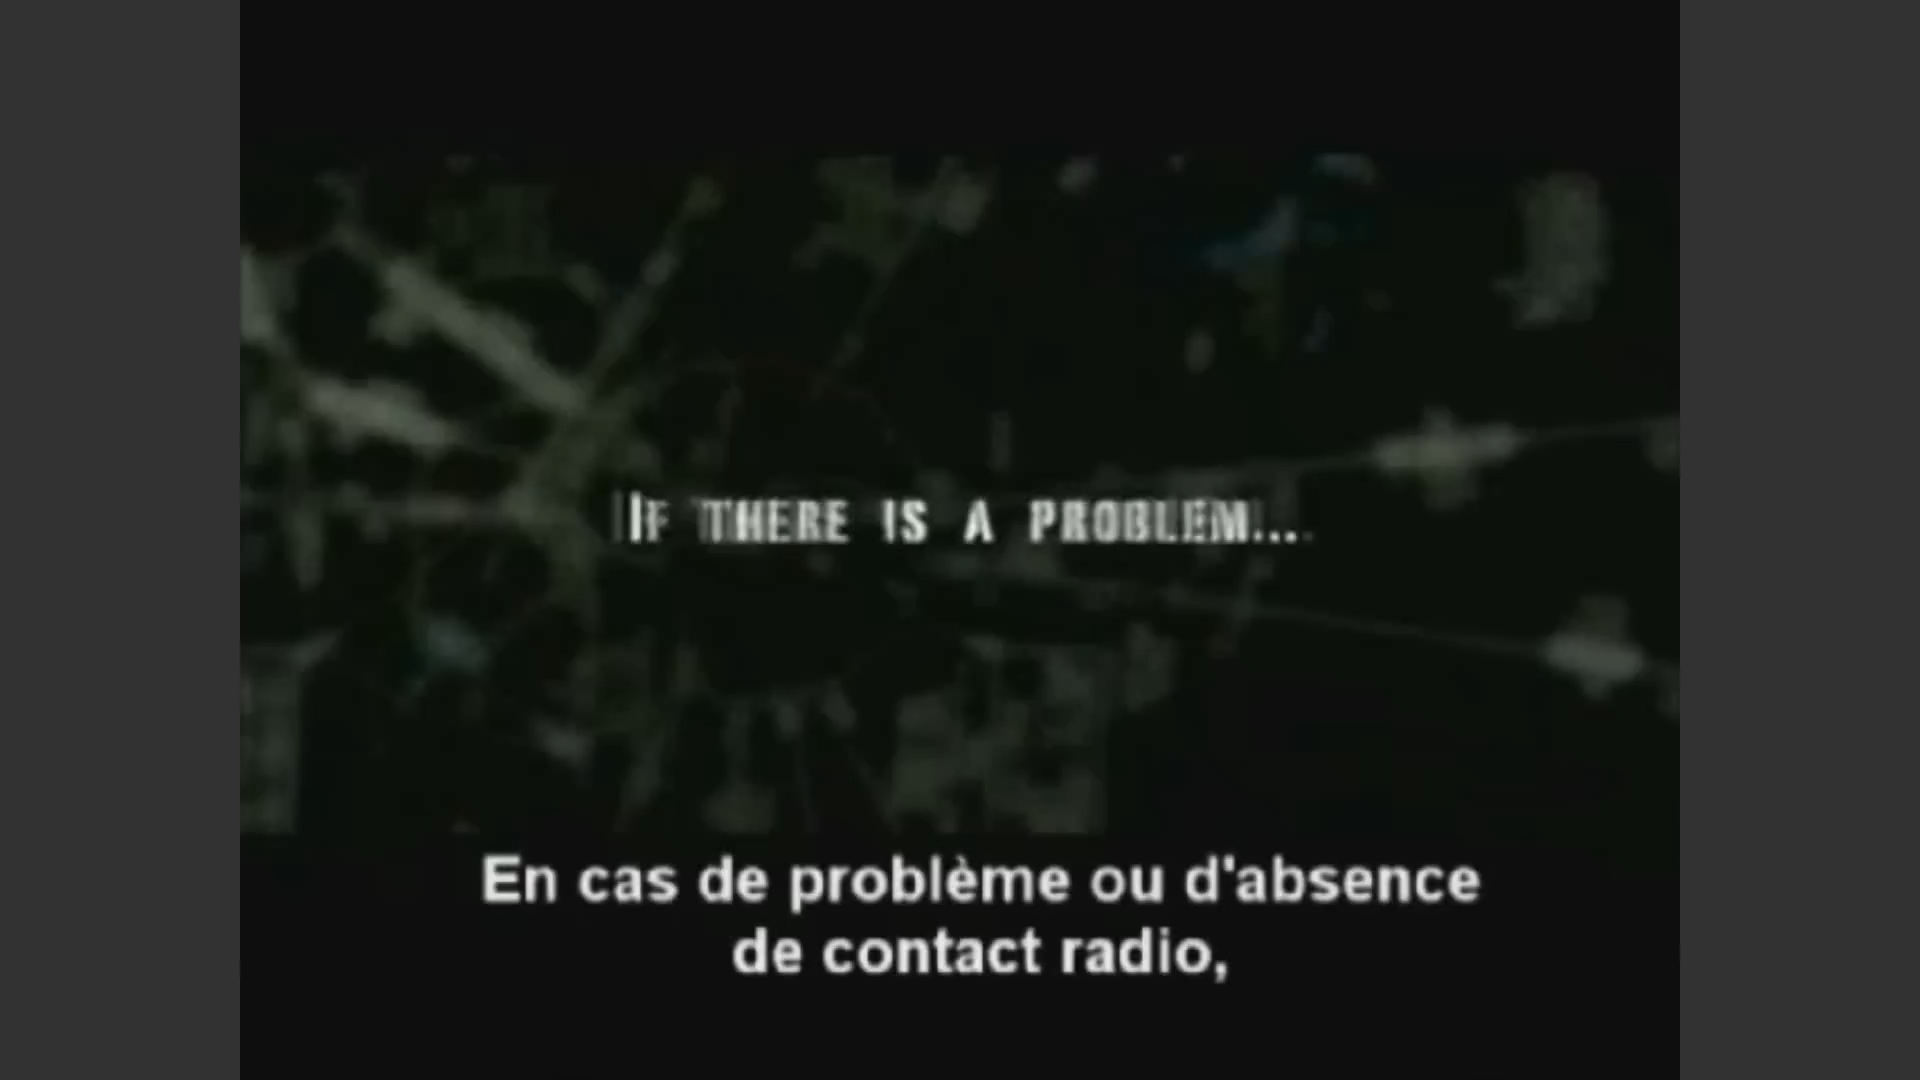 IF THERE IS A PROBLEM...
En cas de problème ou d'absence
de contact radio,